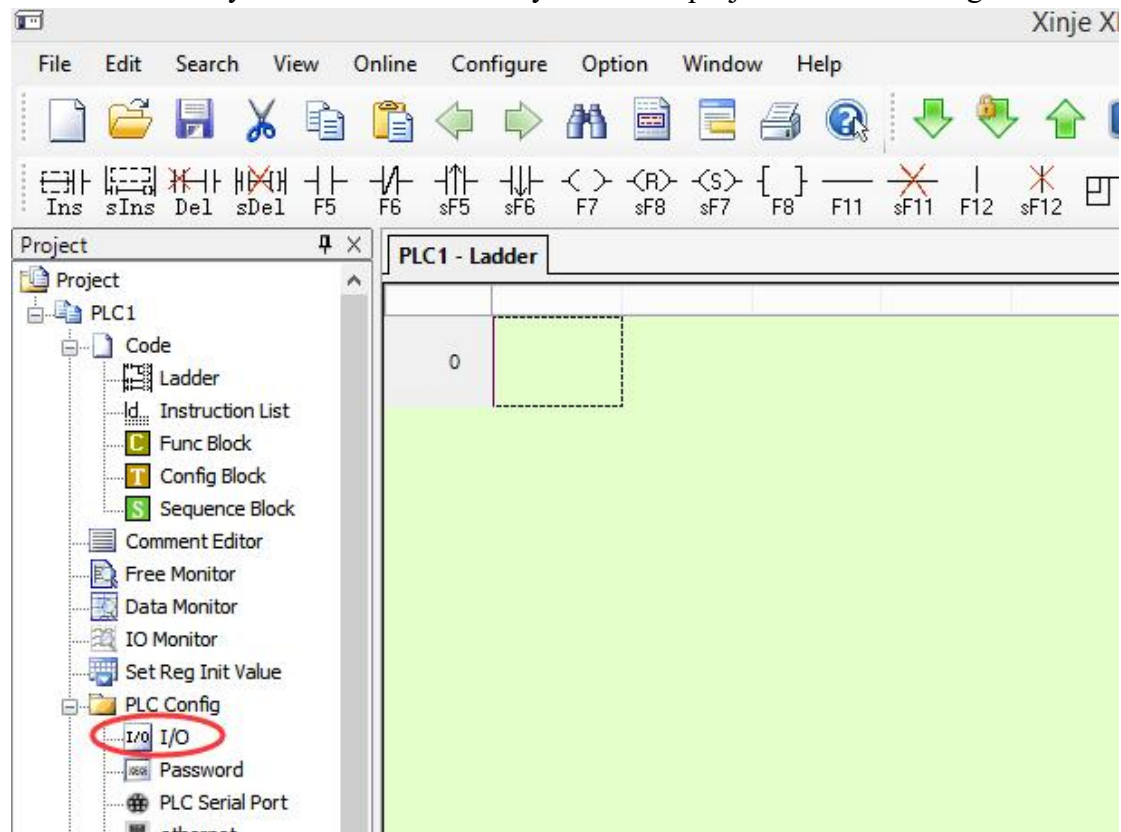 Xinje
File Edit Search View Online Configure Option Window Help
Ins sIns Del sDel F5 F6 sF5 sF6 F7 sF8 sF7 F8 F11 sF11 F12 sF12
Project
PLC1 - Ladder
Project
PLC1
Code
0
Ladder
Instruction List
C Func Block
T Config Block
S Sequence Block
Comment Editor
Free Monitor
Data Monitor
IO Monitor
Set Reg Init Value
PLC Config
I/O I/O
Password
PLC Serial Port